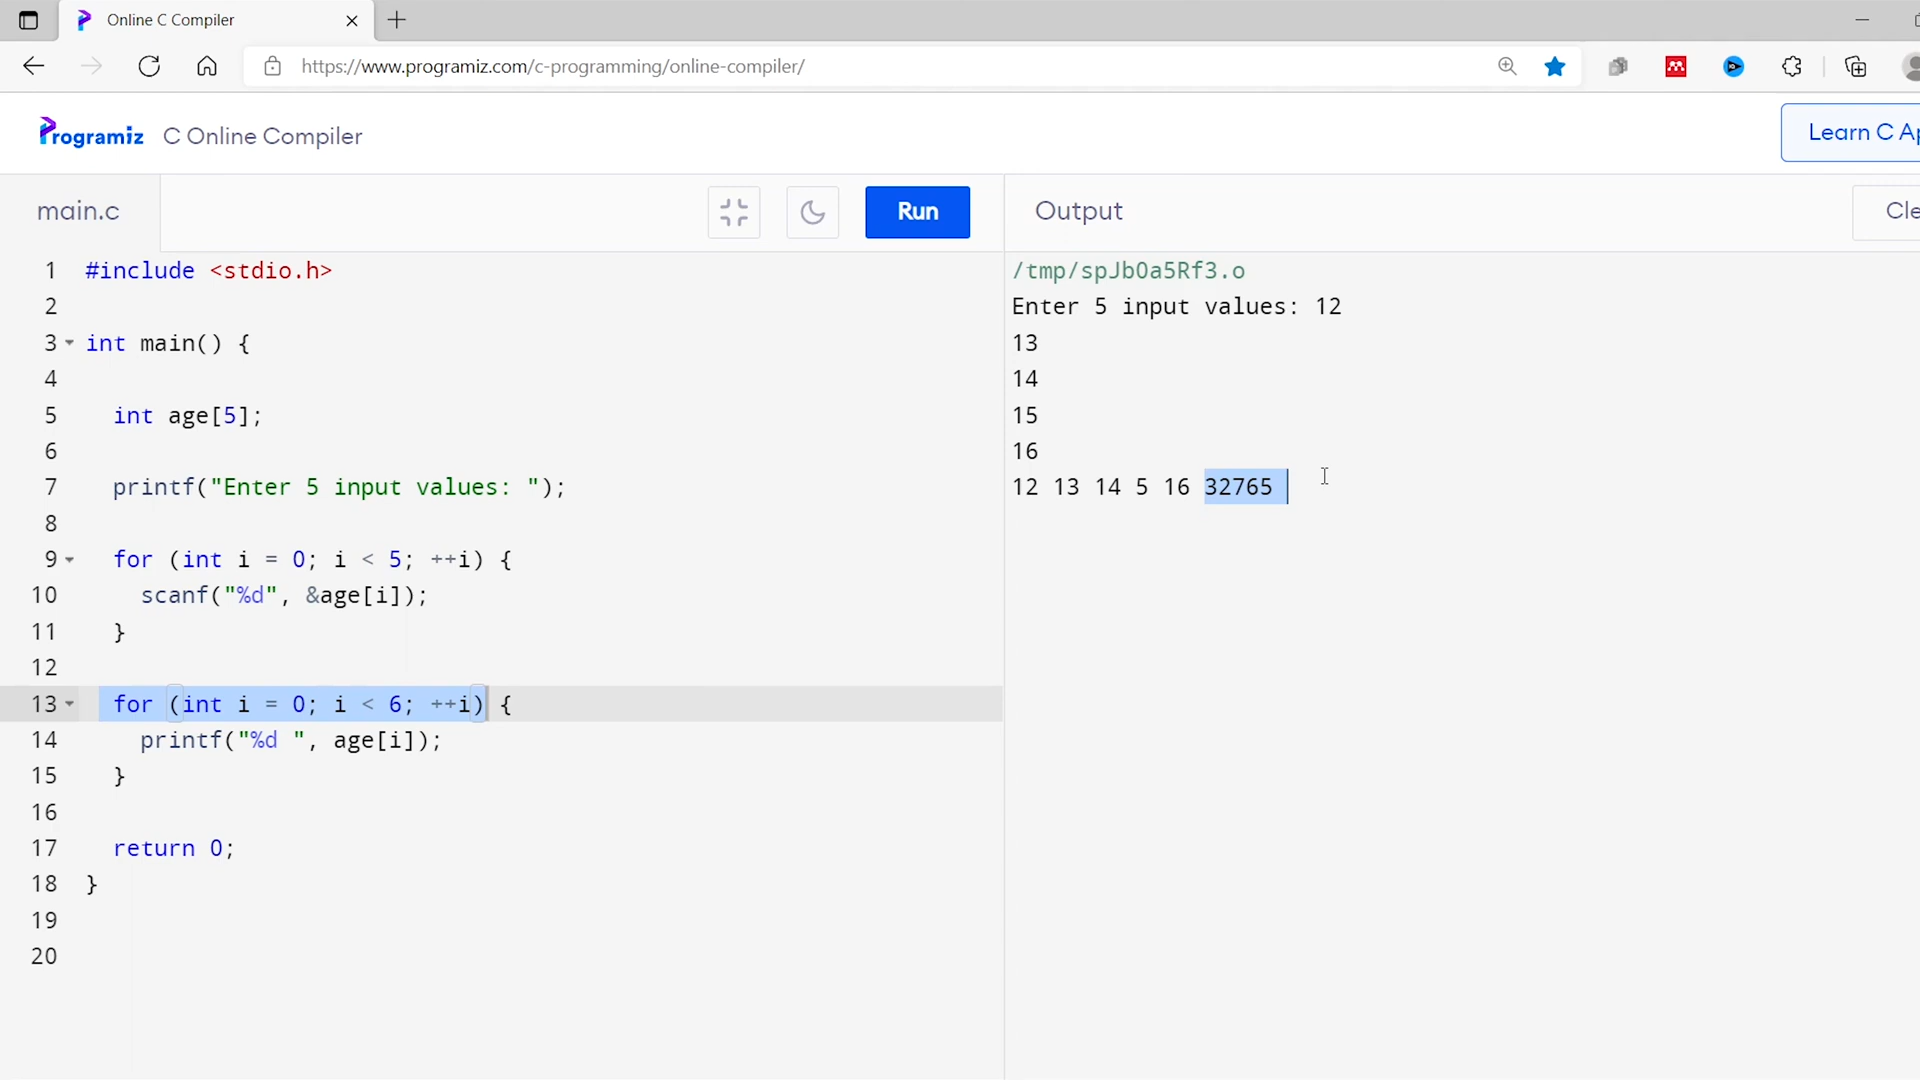 Online C Compiler
https://www.programiz.com/c-programming/online-compiler/
Programiz C Online Compiler
Learn C Ap
main.c
Run
Output
Cle
1 #include <stdio.h>
2
3 int main() {
4
5 int age[5];
6
7 printf("Enter 5 input values: ");
8
9 for (int i = 0; i < 5; ++i) {
10 scanf("%d", &age[i]);
11 }
12
13 for (int i = 0; i < 6; ++i) {
14 printf("%d ", age[i]);
15 }
16
17 return 0;
18 }
19
20
/tmp/spJbOa5Rf3.o
Enter 5 input values: 12
13
14
15
16
12 13 14 5 16 32765